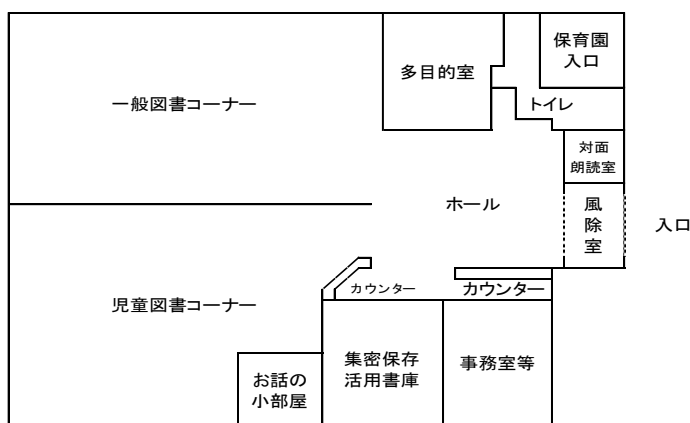 保育園
入口
多目的室
一般図書コーナー
トイレ
対面
朗読室
ホール
風
除
室
入口
カウンター
カウンター
児童図書コーナー
集密保存
活用書庫
事務室等
お話の
小部屋